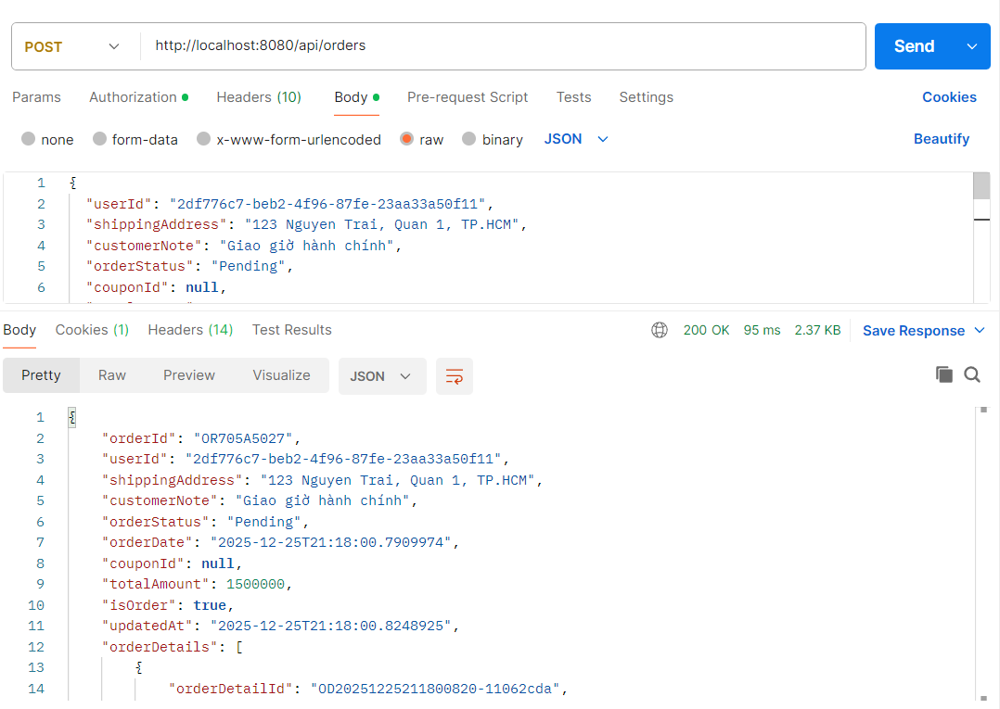 POST http://localhost:8080/api/orders Send
Params Authorization Headers (10) Body Pre-request Script Tests Settings Cookies
none form-data x-www-form-urlencoded raw binary JSON Beautify
1 {
2 "userId": "2df776c7-beb2-4f96-87fe-23aa33a50f11",
3 "shippingAddress": "123 Nguyen Trai, Quan 1, TP.HCM",
4 "customerNote": "Giao giờ hành chính",
5 "orderStatus": "Pending",
6 "couponId": null,
Body Cookies (1) Headers (14) Test Results 200 OK 95 ms 2.37 KB Save Response
Pretty Raw Preview Visualize JSON
1 {
2 "orderId": "OR705A5027",
3 "userId": "2df776c7-beb2-4f96-87fe-23aa33a50f11",
4 "shippingAddress": "123 Nguyen Trai, Quan 1, TP.HCM",
5 "customerNote": "Giao giờ hành chính",
6 "orderStatus": "Pending",
7 "orderDate": "2025-12-25T21:18:00.7909974",
8 "couponId": null,
9 "totalAmount": 1500000,
10 "isOrder": true,
11 "updatedAt": "2025-12-25T21:18:00.8248925",
12 "orderDetails": [
13 {
14 "orderDetailId": "OD20251225211800820-11062cda",